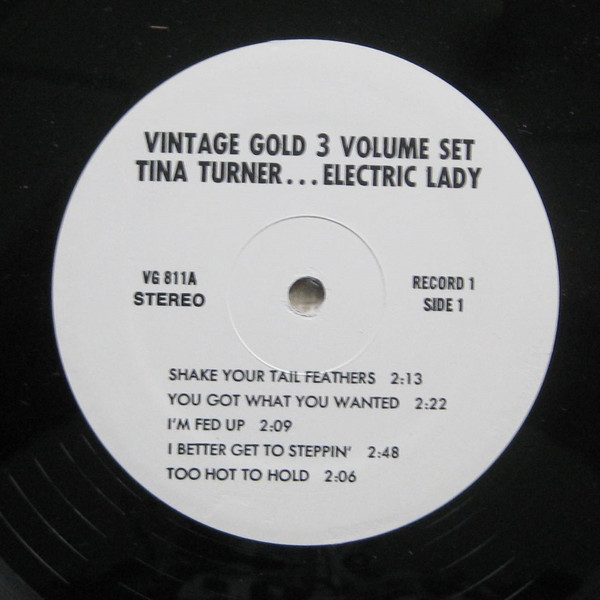 VINTAGE GOLD 3 VOLUME SET
TINA TURNER...ELECTRIC LADY
VG 811A
STEREO
RECORD 1
SIDE 1
SHAKE YOUR TAIL FEATHERS 2:13
YOU GOT WHAT YOU WANTED 2:22
I'M FED UP 2:09
I BETTER GET TO STEPPIN' 2:48
TOO HOT TO HOLD 2:06